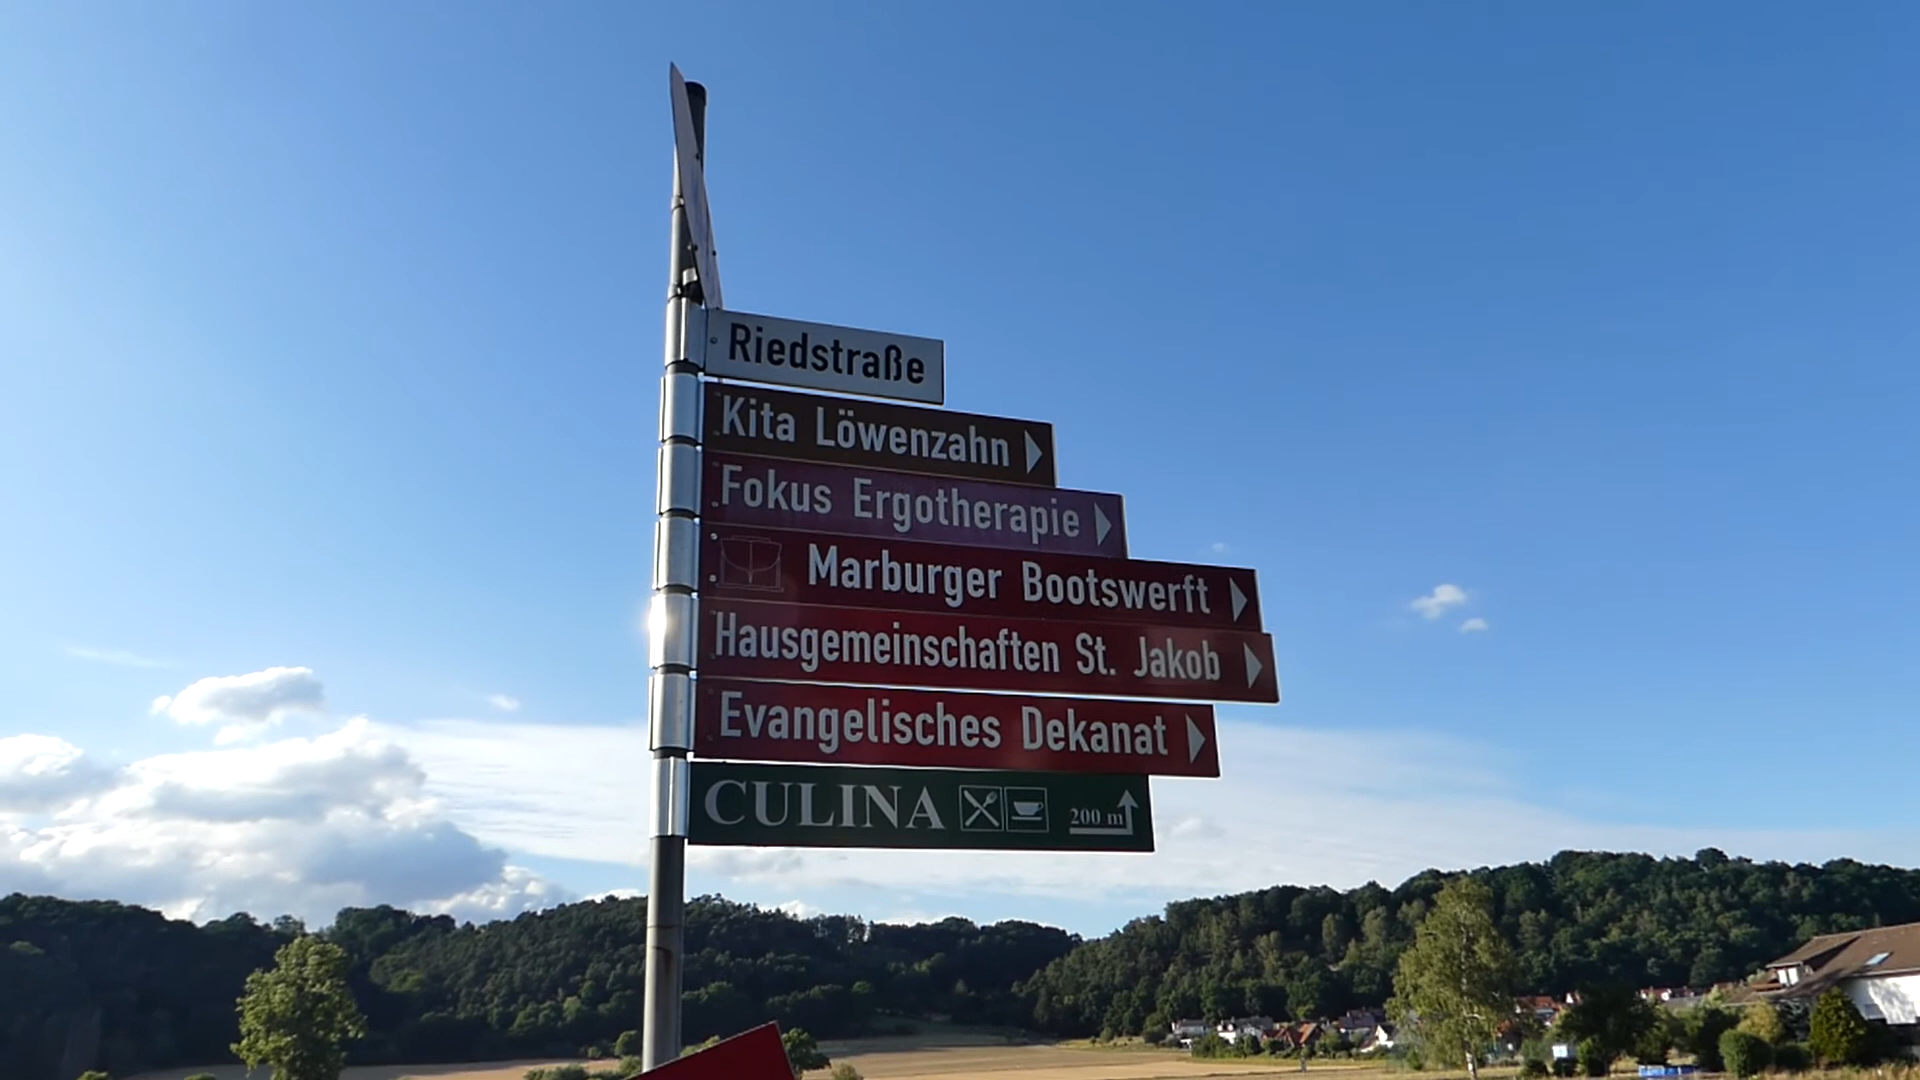 Riedstraße
Kita Löwenzahn
Fokus Ergotherapie
Marburger Bootswerft
Hausgemeinschaften St. Jakob
Evangelisches Dekanat
CULINA 200 m